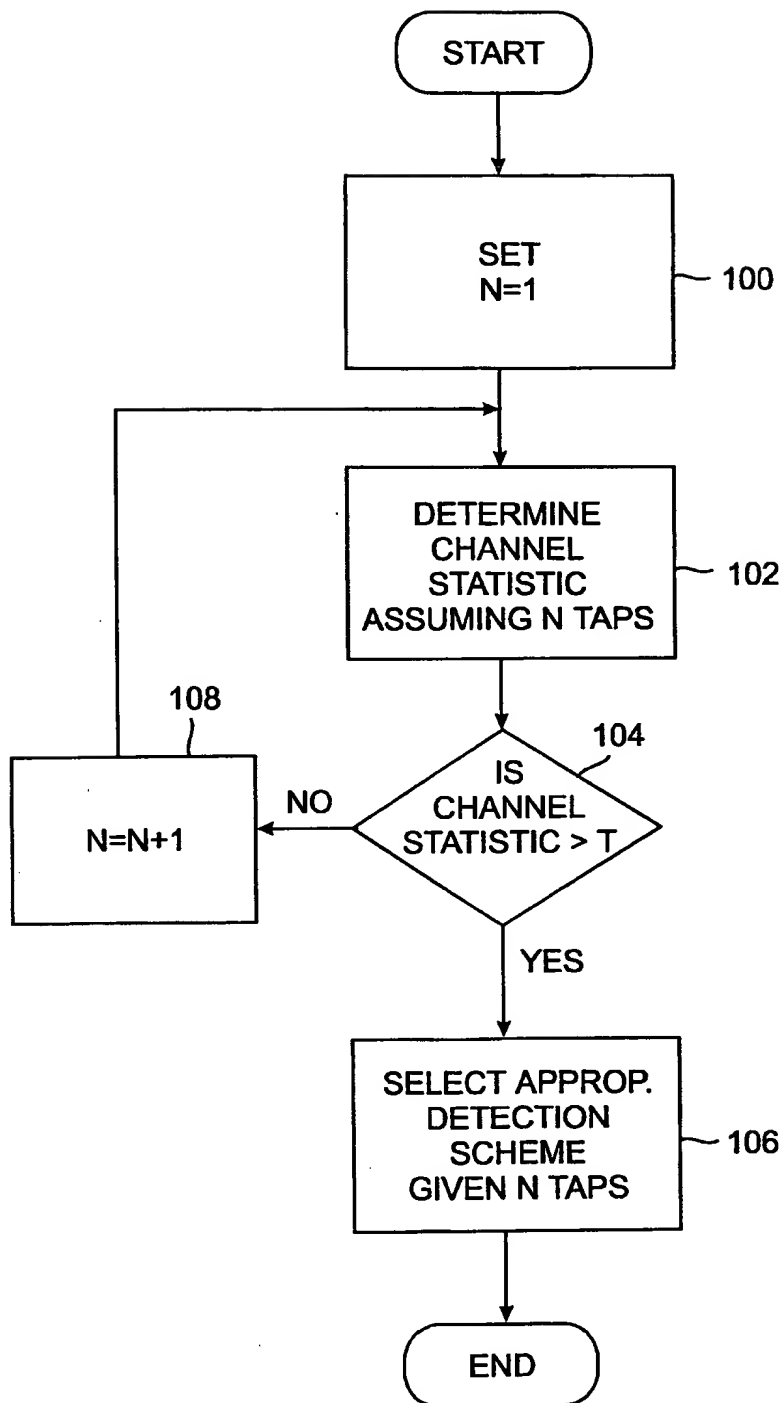 START
SET
N=1
100
DETERMINE
CHANNEL
STATISTIC
ASSUMING N TAPS
102
108
104
IS
CHANNEL
STATISTIC > T
NO
N=N+1
YES
SELECT APPROP.
DETECTION
SCHEME
GIVEN N TAPS
106
END